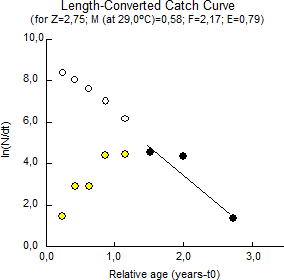 Length-Converted Catch Curve
(for Z=2,75; M (at 29,0ºC)=0,58; F=2,17; E=0,79)
10,0
8,0
6,0
4,0
2,0
0,0
ln(N/dt)
0,0 1,0 2,0 3,0
Relative age (years-t0)